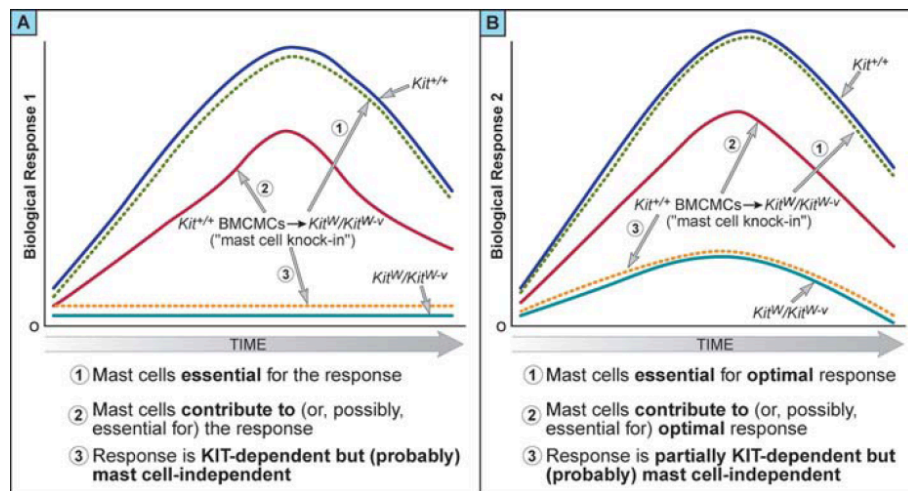 A
Biological Response 1
Kit+/+
①
②
Kit+/+ BMCMCs→KitW/KitW-v
("mast cell knock-in")
③
KitW/KitW-v
O
TIME
① Mast cells essential for the response
② Mast cells contribute to (or, possibly,
essential for) the response
③ Response is KIT-dependent but (probably)
mast cell-independent
B
Biological Response 2
Kit+/+
②
①
Kit+/+ BMCMCs→KitW/KitW-v
("mast cell knock-in")
③
KitW/KitW-v
O
TIME
① Mast cells essential for optimal response
② Mast cells contribute to (or, possibly,
essential for) optimal response
③ Response is partially KIT-dependent but
(probably) mast cell-independent